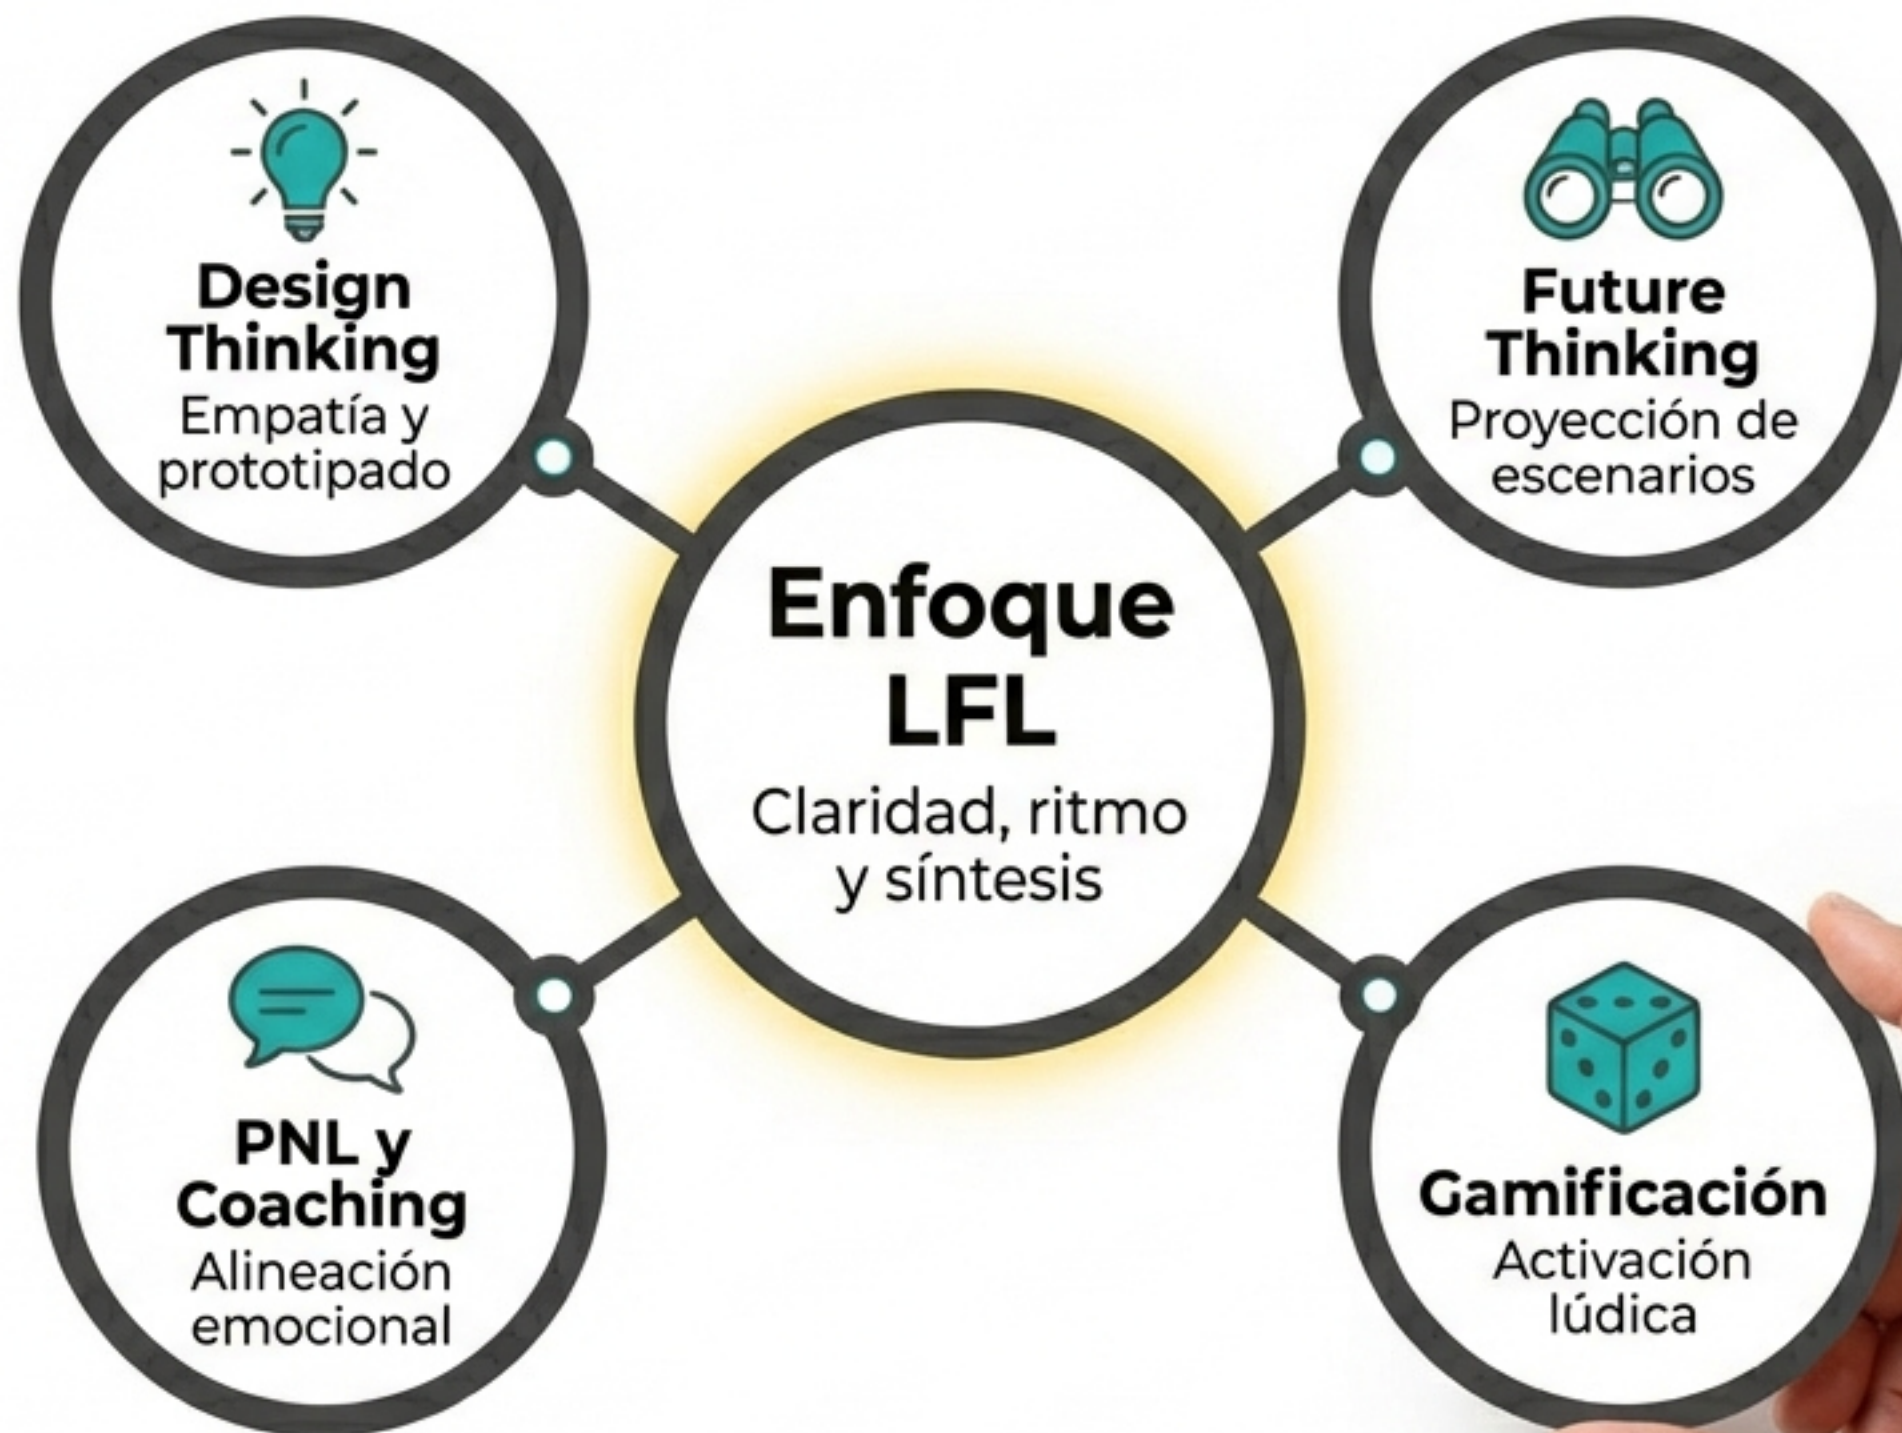 Design
Thinking
Empatía y
prototipado
Future
Thinking
Proyección de
escenarios
Enfoque
LFL
Claridad, ritmo
y síntesis
PNL y
Coaching
Alineación
emocional
Gamificación
Activación
lúdica